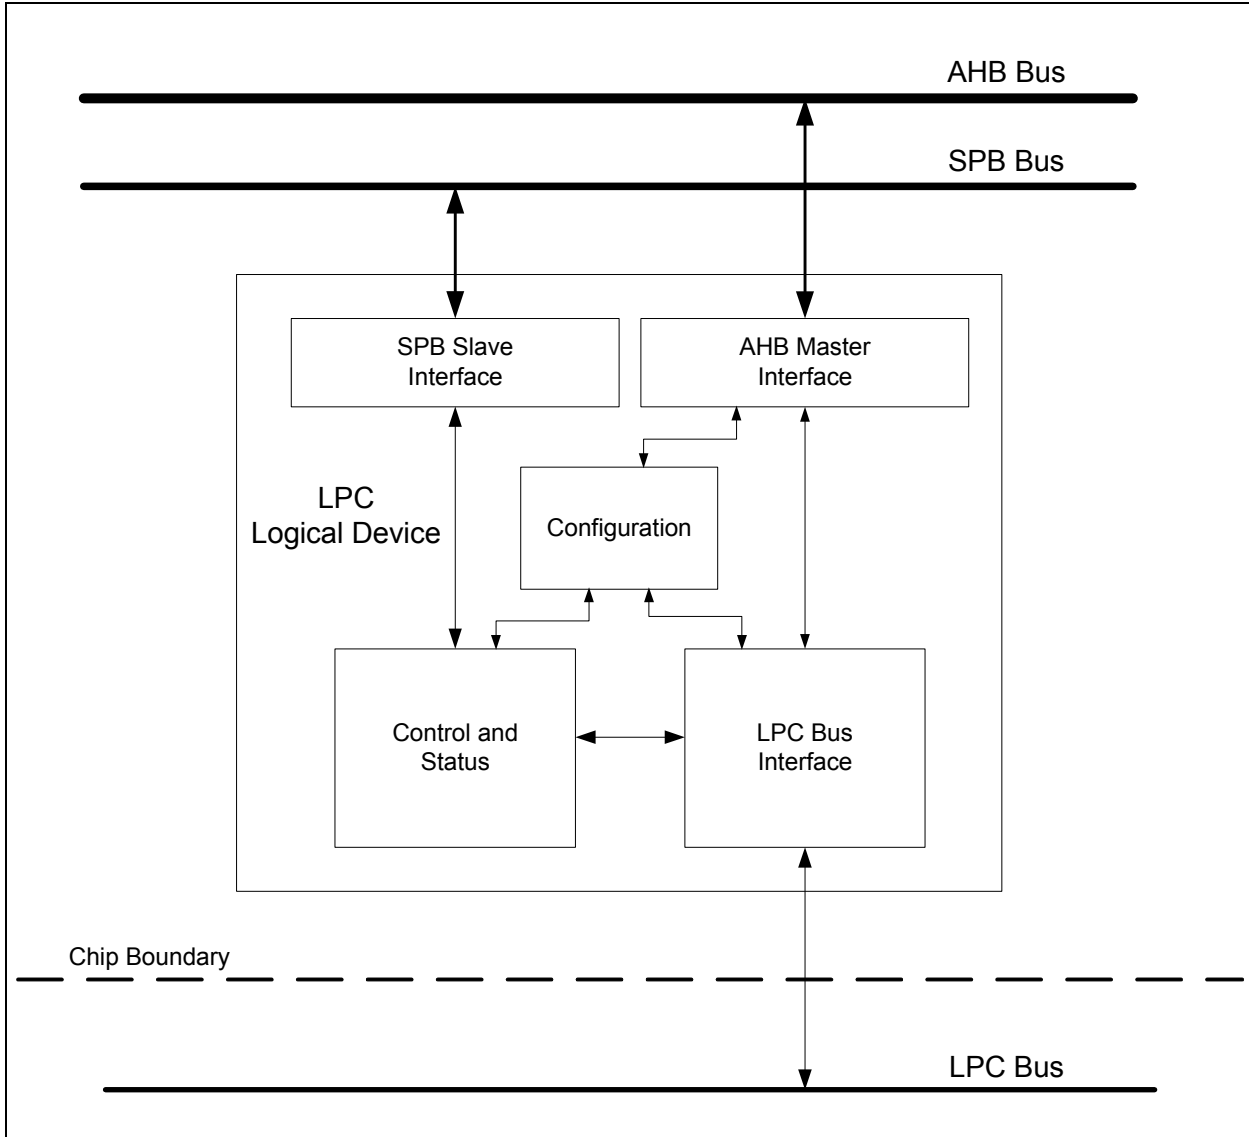 AHB Bus
SPB Bus
SPB Slave
Interface
AHB Master
Interface
LPC
Logical Device
Configuration
Control and
Status
LPC Bus
Interface
Chip Boundary
LPC Bus